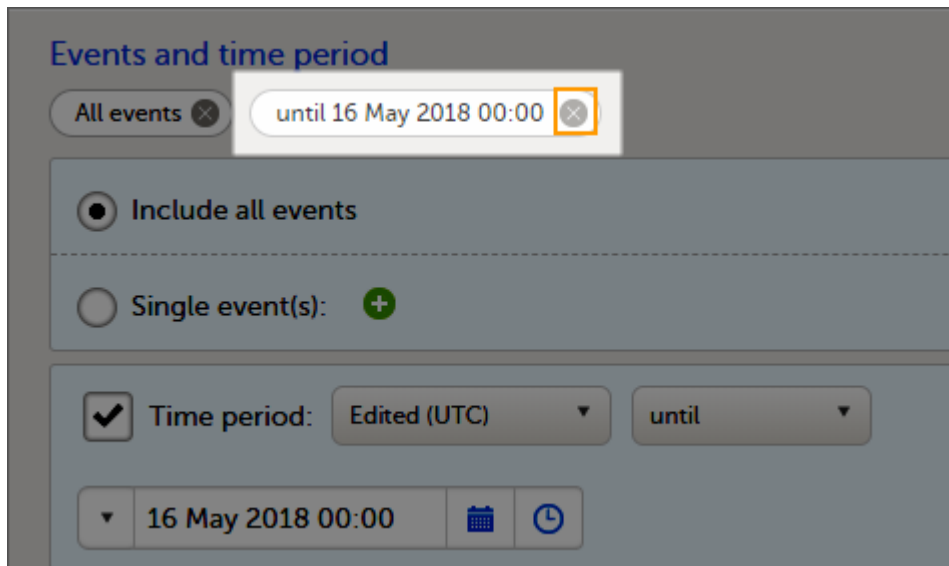 Events and time period
All events until 16 May 2018 00:00
Include all events
Single event(s):
Time period: Edited (UTC) until
16 May 2018 00:00